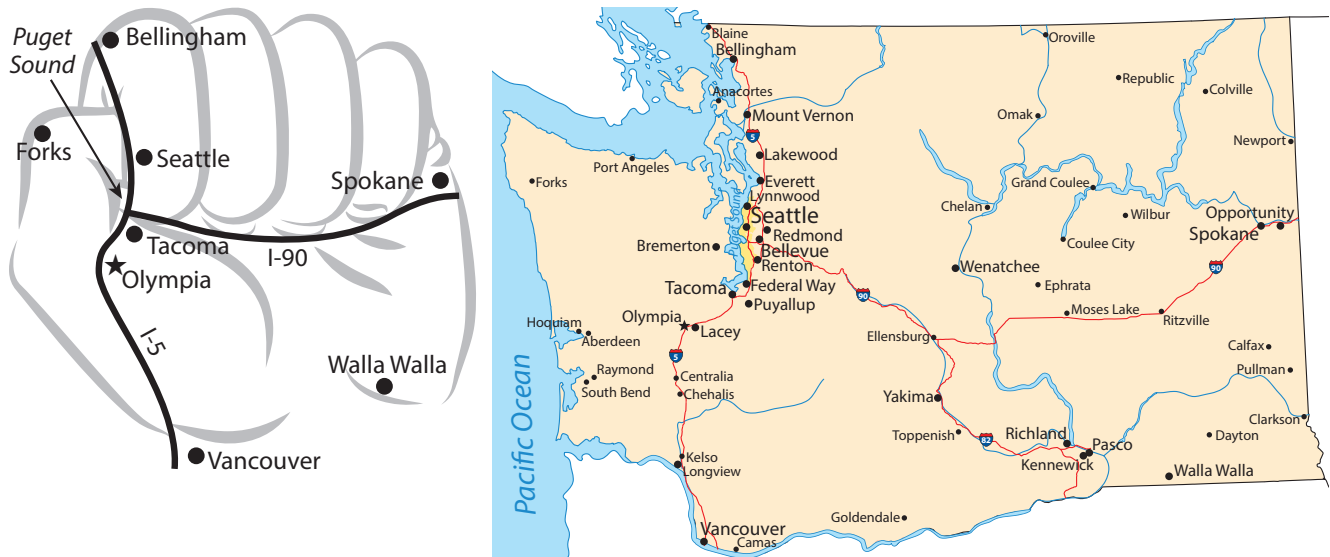 Puget
Sound
Bellingham
Forks
Seattle
Spokane
Tacoma
I-90
Olympia
I-5
Walla Walla
Vancouver
Blaine
Bellingham
Oroville
Republic
Colville
Anacortes
Mount Vernon
Omak
5
Newport
Lakewood
Port Angeles
Forks
Everett
Lynnwood
Grand Coulee
Chelan
Puget Sound
Seattle
Wilbur
Opportunity
Spokane
Redmond
Bremerton
Bellevue
Coulee City
Renton
Wenatchee
90
Federal Way
Ephrata
Tacoma
90
Puyallup
Moses Lake
Ritzville
Olympia
Lacey
Hoquiam
Aberdeen
Ellensburg
Calfax
5
Pullman
Raymond
Centralia
South Bend
Chehalis
Yakima
Clarkson
Pacific Ocean
Toppenish
82
Richland
Pasco
Dayton
Kelso
Kennewick
Longview
Walla Walla
Goldendale
Vancouver
Camas